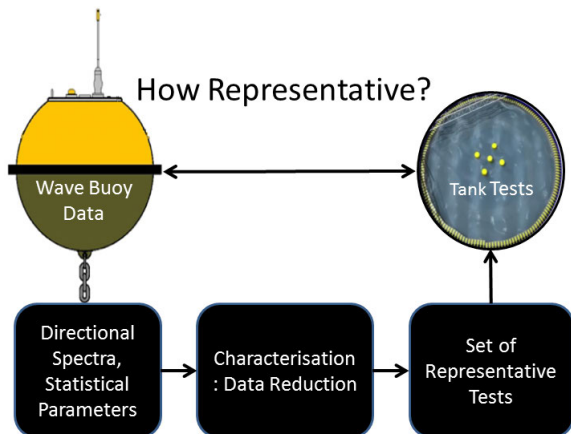 How Representative?
Wave Buoy
Data
Tank Tests
Directional
Spectra,
Statistical
Parameters
Characterisation
: Data Reduction
Set of
Representative
Tests